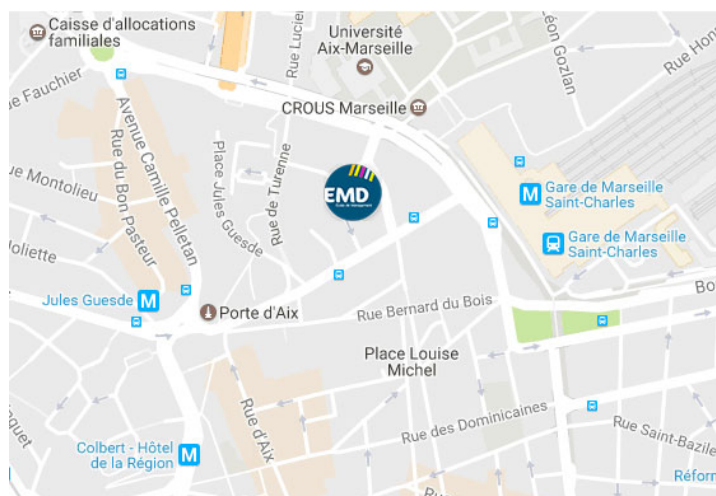 Caisse d'allocations
familiales
Rue Lucie
Université
Aix-Marseille
éon Gozlan
Rue Hono
ue Fauchier
CROUS Marseille
Avenue Camille Pelletan
Rue du Bon Pasteur
Place Jules Guesde
Rue de Turenne
EMD
Gare de Marseille
Saint-Charles
M
Gare de Marseille
Saint-Charles
ue Montolieu
Joliette
Jules Guesde
M
Porte d'Aix
Rue Bernard du Bois
Bo
Place Louise
Michel
Rue d'Aix
Rue des Dominicaines
Rue Saint-Bazile
Colbert - Hôtel
de la Région
M
Réform